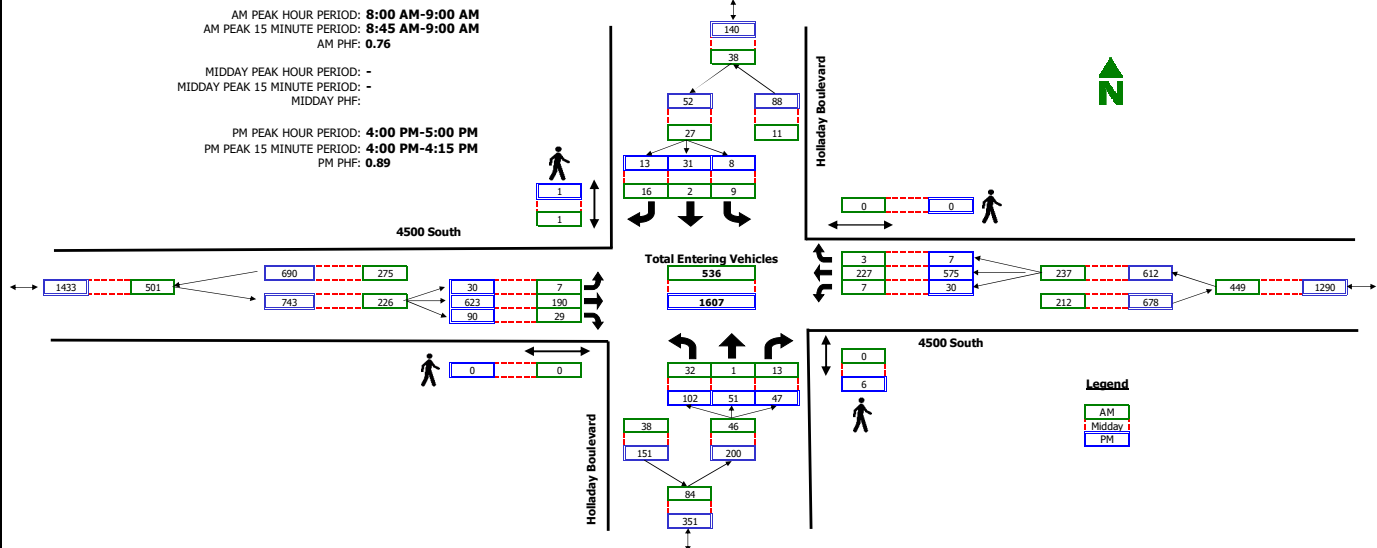 AM PEAK HOUR PERIOD: 8:00 AM-9:00 AM
AM PEAK 15 MINUTE PERIOD: 8:45 AM-9:00 AM
AM PHF: 0.76
MIDDAY PEAK HOUR PERIOD: -
MIDDAY PEAK 15 MINUTE PERIOD: -
MIDDAY PHF:
PM PEAK HOUR PERIOD: 4:00 PM-5:00 PM
PM PEAK 15 MINUTE PERIOD: 4:00 PM-4:15 PM
PM PHF: 0.89
140
38
52 88
27 11
13 31 8
16 2 9
Holladay Boulevard
N
1
1
0 0
4500 South
Total Entering Vehicles
536
1607
1433 501
690 275
743 226
30 7
623 190
90 29
3 7
227 575
7 30
237 612
212 678
449 1290
4500 South
0 0
32 1 13
102 51 47
38 46
151 200
84
351
Holladay Boulevard
0
6
Legend
AM
Midday
PM